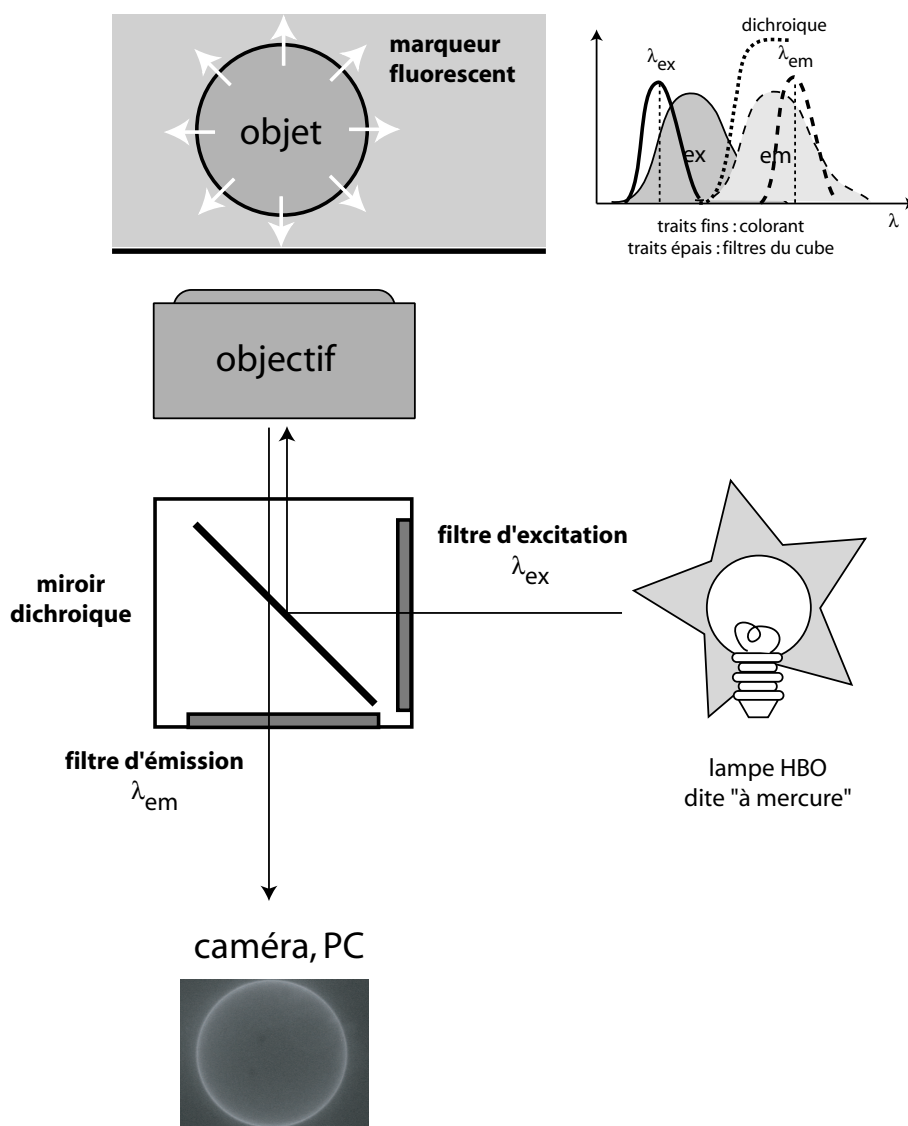 marqueur
fluorescent
objet
dichroique
λex
λem
ex
em
λ
traits fins : colorant
traits épais : filtres du cube
objectif
filtre d'excitation
λex
miroir
dichroique
filtre d'émission
λem
lampe HBO
dite "à mercure"
caméra, PC